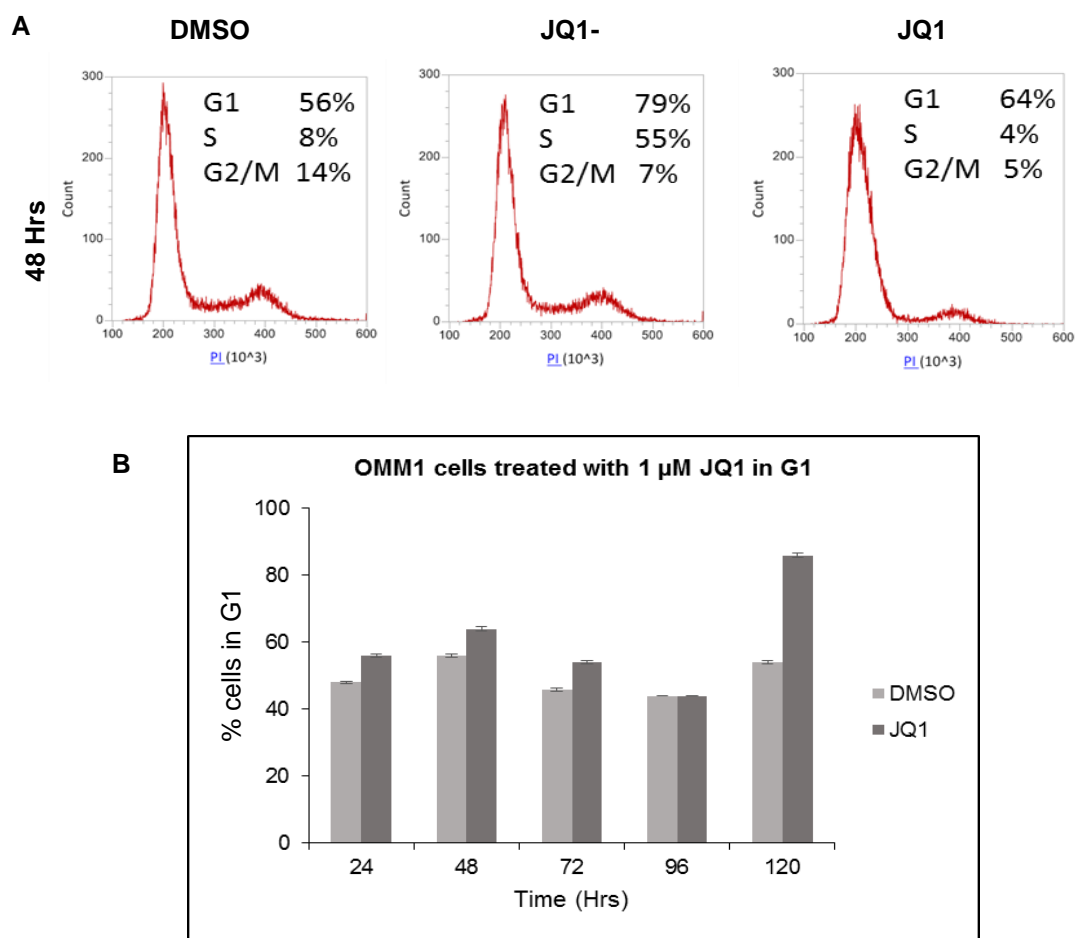 A
DMSO
JQ1-
JQ1
48 Hrs
300
200
100
0
Count
G1 56%
S 8%
G2/M 14%
100 200 300 400 500 600
PI (10^3)
300
200
100
0
Count
G1 79%
S 55%
G2/M 7%
100 200 300 400 500 600
PI (10^3)
300
200
100
0
Count
G1 64%
S 4%
G2/M 5%
100 200 300 400 500 600
PI (10^3)
B
OMM1 cells treated with 1 µM JQ1 in G1
% cells in G1
100
80
60
40
20
0
24 48 72 96 120
Time (Hrs)
DMSO
JQ1